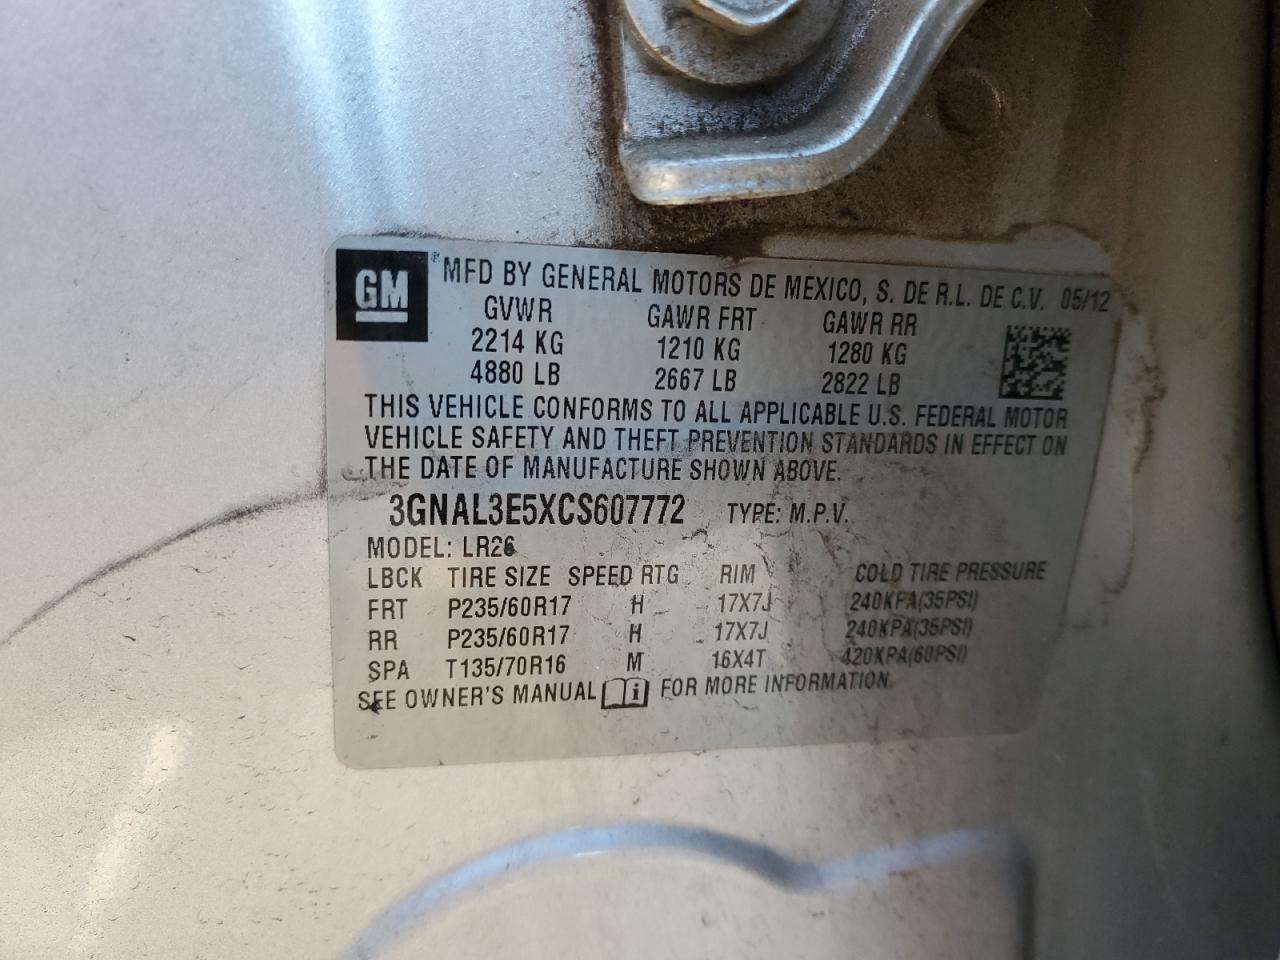 GM
® MFD BY GENERAL MOTORS DE MEXICO, S. DE R.L. DE C.V. 05/12
GVWR GAWR FRT GAWR RR
2214 KG 1210 KG 1280 KG
4880 LB 2667 LB 2822 LB
THIS VEHICLE CONFORMS TO ALL APPLICABLE U.S. FEDERAL MOTOR
VEHICLE SAFETY AND THEFT PREVENTION STANDARDS IN EFFECT ON
THE DATE OF MANUFACTURE SHOWN ABOVE.
3GNAL3E5XCS607772 TYPE: M.P.V.
MODEL: LR26
LBCK TIRE SIZE SPEED RTG RIM COLD TIRE PRESSURE
FRT P235/60R17 H 17X7J 240KPA(35PSI)
RR P235/60R17 H 17X7J 240KPA(35PSI)
SPA T135/70R16 M 16X4T 420KPA(60PSI)
SEE OWNER'S MANUAL i FOR MORE INFORMATION